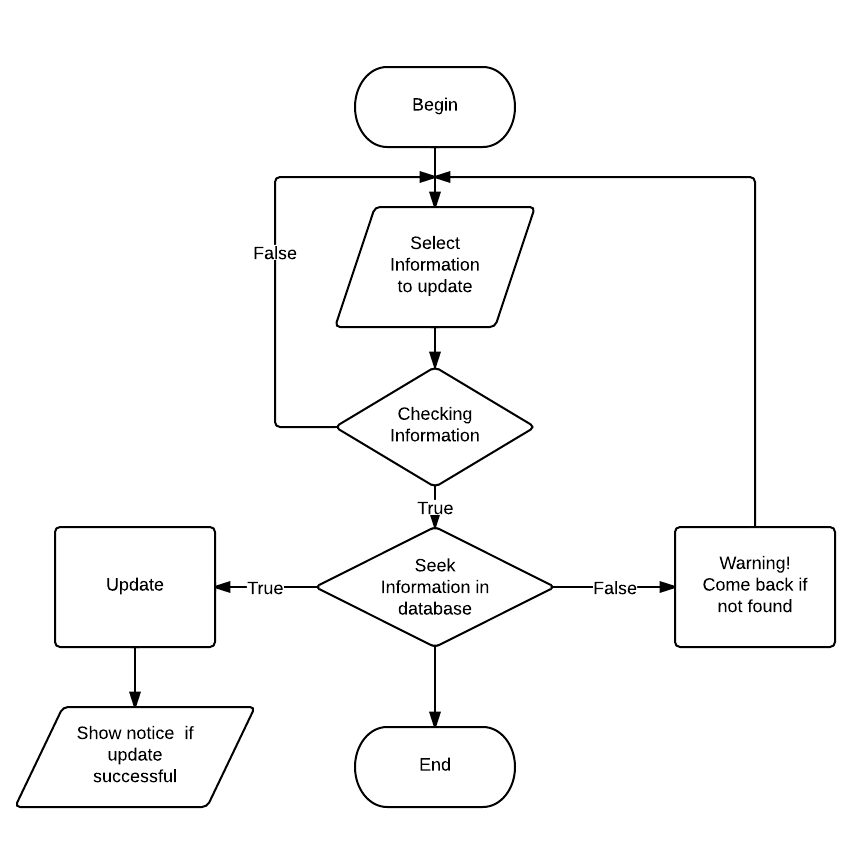 Begin
False
Select
Information
to update
Checking
Information
True
Seek
Information in
database
True
False
Update
Warning!
Come back if
not found
Show notice  if
update
successful
End